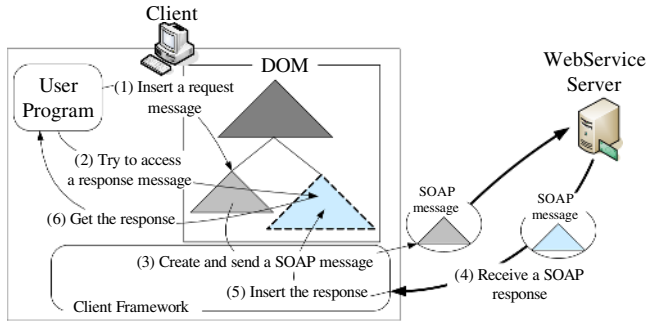 Client
WebService
Server
DOM
User
Program
(1) Insert a request
message
(2) Try to access
a response message
(6) Get the response
SOAP
message
SOAP
message
(3) Create and send a SOAP message
(4) Receive a SOAP
response
(5) Insert the response
Client Framework